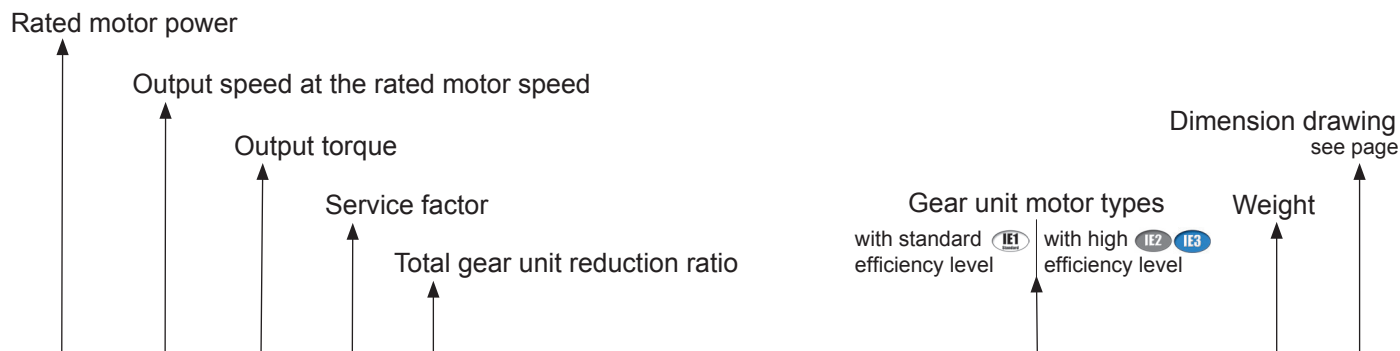 Rated motor power
Output speed at the rated motor speed
Output torque
Service factor
Total gear unit reduction ratio
Gear unit motor types
with standard IE1 Standard
efficiency level
with high IE2 IE3
efficiency level
Weight
Dimension drawing
see page